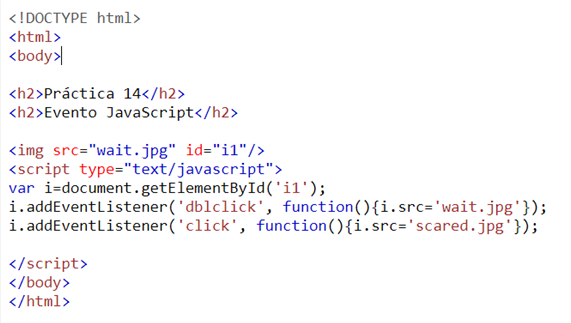 <!DOCTYPE html>
<html>
<body>
<h2>Práctica 14</h2>
<h2>Evento JavaScript</h2>
<img src="wait.jpg" id="i1"/>
<script type="text/javascript">
var i=document.getElementById('i1');
i.addEventListener('dblclick', function(){i.src='wait.jpg'});
i.addEventListener('click', function(){i.src='scared.jpg'});
</script>
</body>
</html>